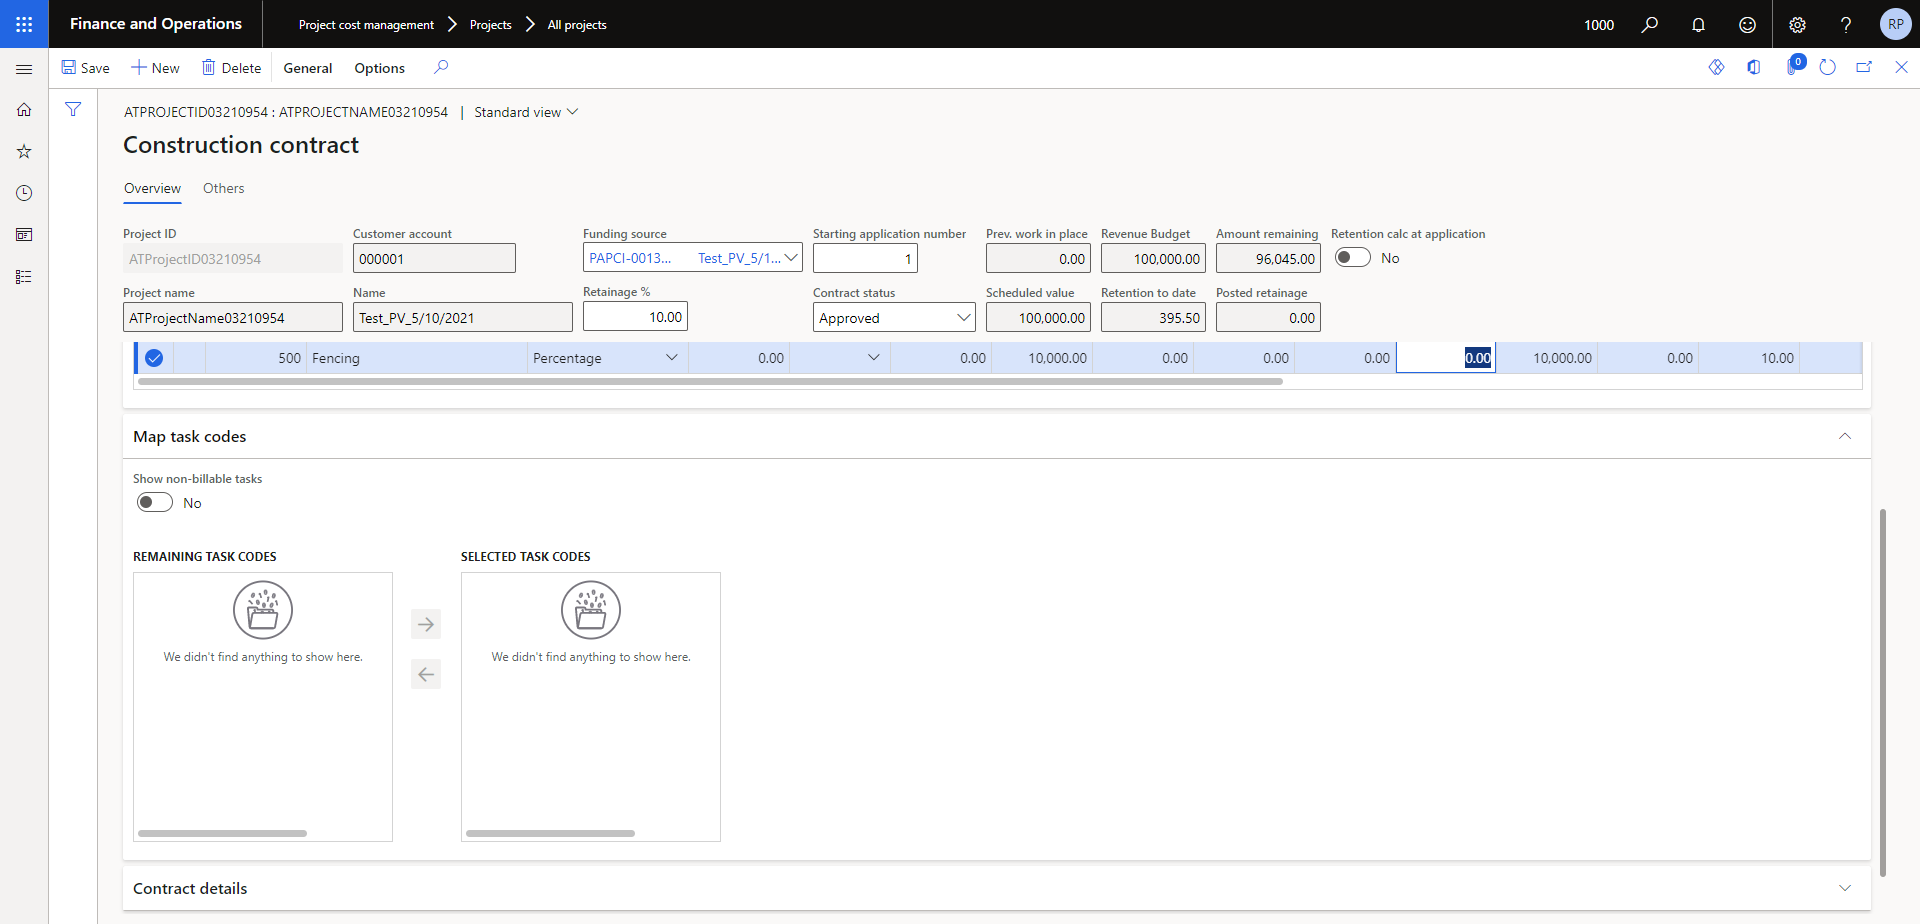 Finance and Operations
Project cost management > Projects > All projects
1000
?
RP
Save
New
Delete
General
Options
0
ATPROJECTID03210954 : ATPROJECTNAME03210954 | Standard view
Construction contract
Overview
Others
Project ID
Customer account
Funding source
Starting application number
Prev. work in place
Revenue Budget
Amount remaining
Retention calc at application
ATProjectID03210954
000001
PAPCI-0013... Test_PV_5/1...
1
0.00
100,000.00
96,045.00
No
Project name
Name
Retainage %
Contract status
Scheduled value
Retention to date
Posted retainage
ATProjectName03210954
Test_PV_5/10/2021
10.00
Approved
100,000.00
395.50
0.00
500 Fencing Percentage 0.00 0.00 10,000.00 0.00 0.00 0.00 0.00 10,000.00 0.00 10.00
Map task codes
Show non-billable tasks
No
REMAINING TASK CODES
SELECTED TASK CODES
We didn't find anything to show here.
We didn't find anything to show here.
Contract details